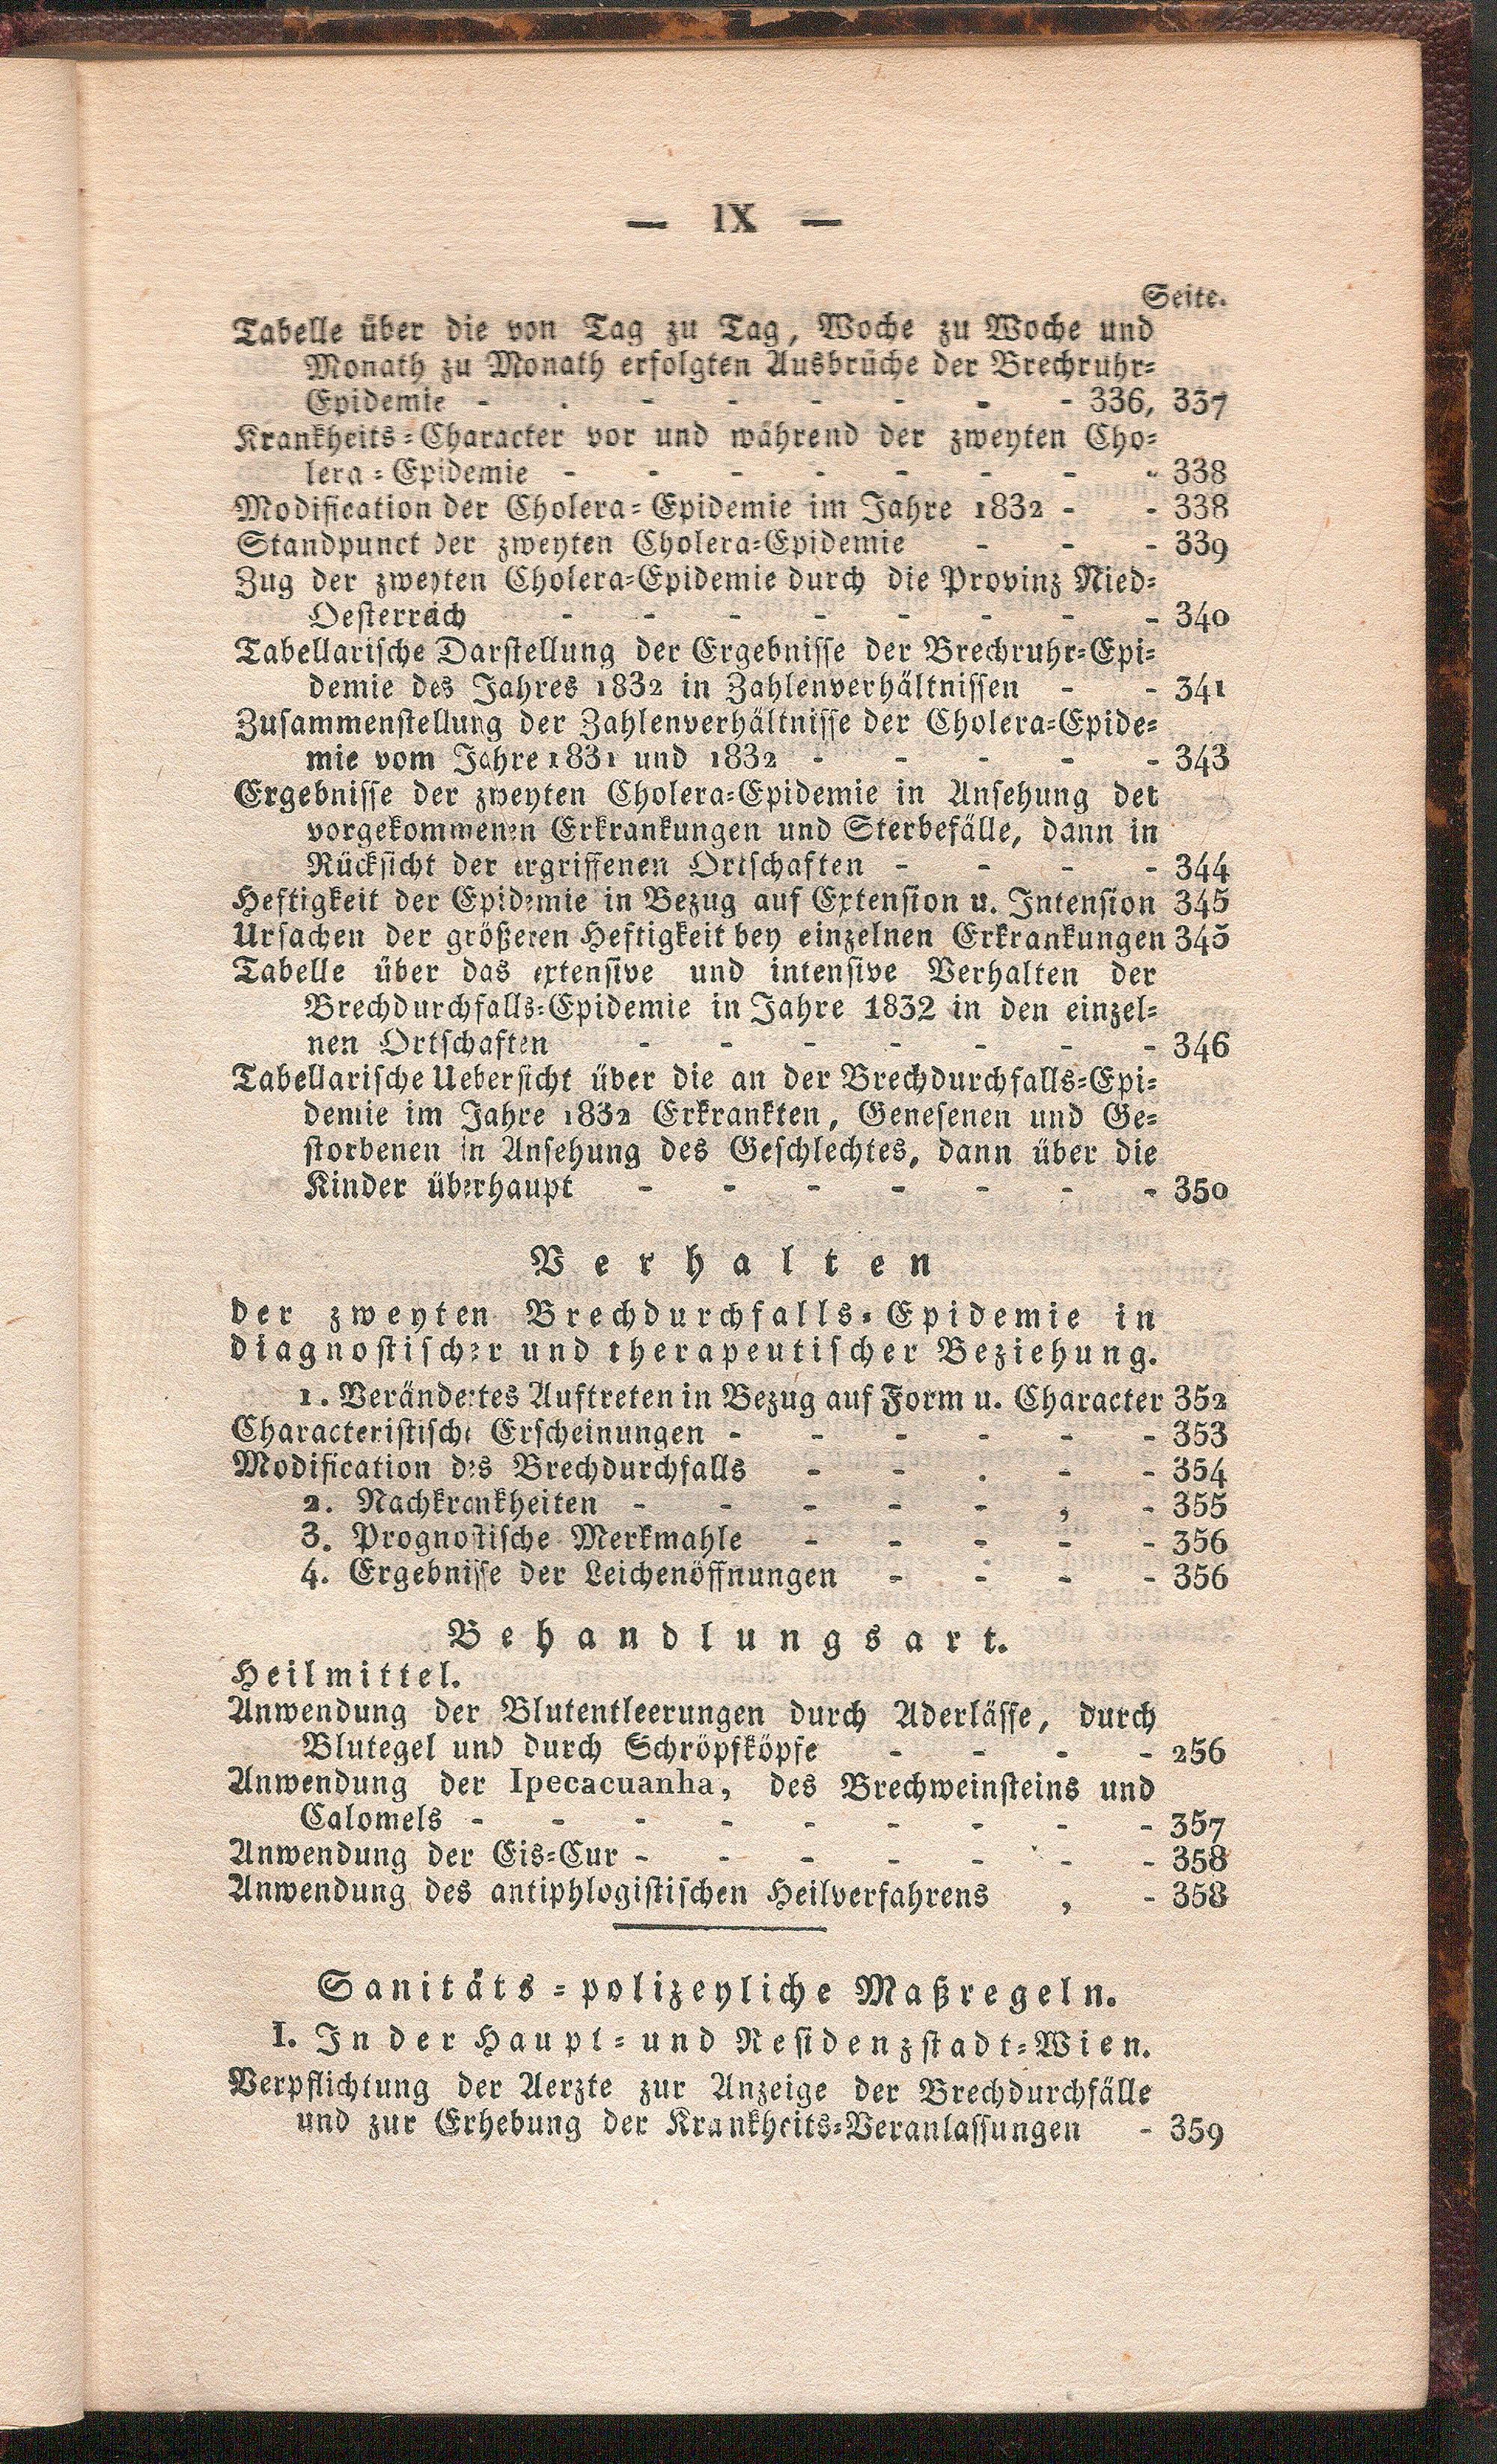 — IX —
Seite.
Tabelle über die von Tag zu Tag, Woche zu Woche und
Monath zu Monath erfolgten Ausbrüche der Brechruhr-
Epidemie - - - - - - - - 336, 337
Krankheits-Character vor und während der zweyten Cho-
lera-Epidemie - - - - - - - - 338
Modification der Cholera-Epidemie im Jahre 1832 - - 338
Standpunct der zweyten Cholera-Epidemie - - - 339
Zug der zweyten Cholera-Epidemie durch die Provinz Nied-
Oesterreich - - - - - - - - 340
Tabellarische Darstellung der Ergebnisse der Brechruhr-Epi-
demie des Jahres 1832 in Zahlenverhältnissen - - 341
Zusammenstellung der Zahlenverhältnisse der Cholera-Epide-
mie vom Jahre 1831 und 1832 - - - - - 343
Ergebnisse der zweyten Cholera-Epidemie in Ansehung der
vorgekommenen Erkrankungen und Sterbefälle, dann in
Rücksicht der ergriffenen Ortschaften - - - - 344
Heftigkeit der Epidemie in Bezug auf Extension u. Intension 345
Ursachen der größeren Heftigkeit bey einzelnen Erkrankungen 345
Tabelle über das extensive und intensive Verhalten der
Brechdurchfalls-Epidemie in Jahre 1832 in den einzel-
nen Ortschaften - - - - - - - 346
Tabellarische Uebersicht über die an der Brechdurchfalls-Epi-
demie im Jahre 1832 Erkrankten, Genesenen und Ge-
storbenen in Ansehung des Geschlechtes, dann über die
Kinder überhaupt - - - - - - - 350
Verhalten
der zweyten Brechdurchfalls-Epidemie in
diagnostischer und therapeutischer Beziehung.
1. Verändertes Auftreten in Bezug auf Form u. Character 352
Characteristische Erscheinungen - - - - - - 353
Modification des Brechdurchfalls - - . - - 354
2. Nachkrankheiten - - - - - , - 355
3. Prognostische Merkmahle - - - - - 356
4. Ergebnisse der Leichenöffnungen - - - - 356
Behandlungsart.
Heilmittel.
Anwendung der Blutentleerungen durch Aderlässe, durch
Blutegel und durch Schröpfköpfe - - - - 256
Anwendung der Ipecacuanha, des Brechweinsteins und
Calomels - - - - - - - - - 357
Anwendung der Eis-Cur - - - - - - - 358
Anwendung des antiphlogistischen Heilverfahrens , - 358
Sanitäts-polizeyliche Maßregeln.
I. In der Haupt- und Residenzstadt-Wien.
Verpflichtung der Aerzte zur Anzeige der Brechdurchfälle
und zur Erhebung der Krankheits-Veranlassungen - 359